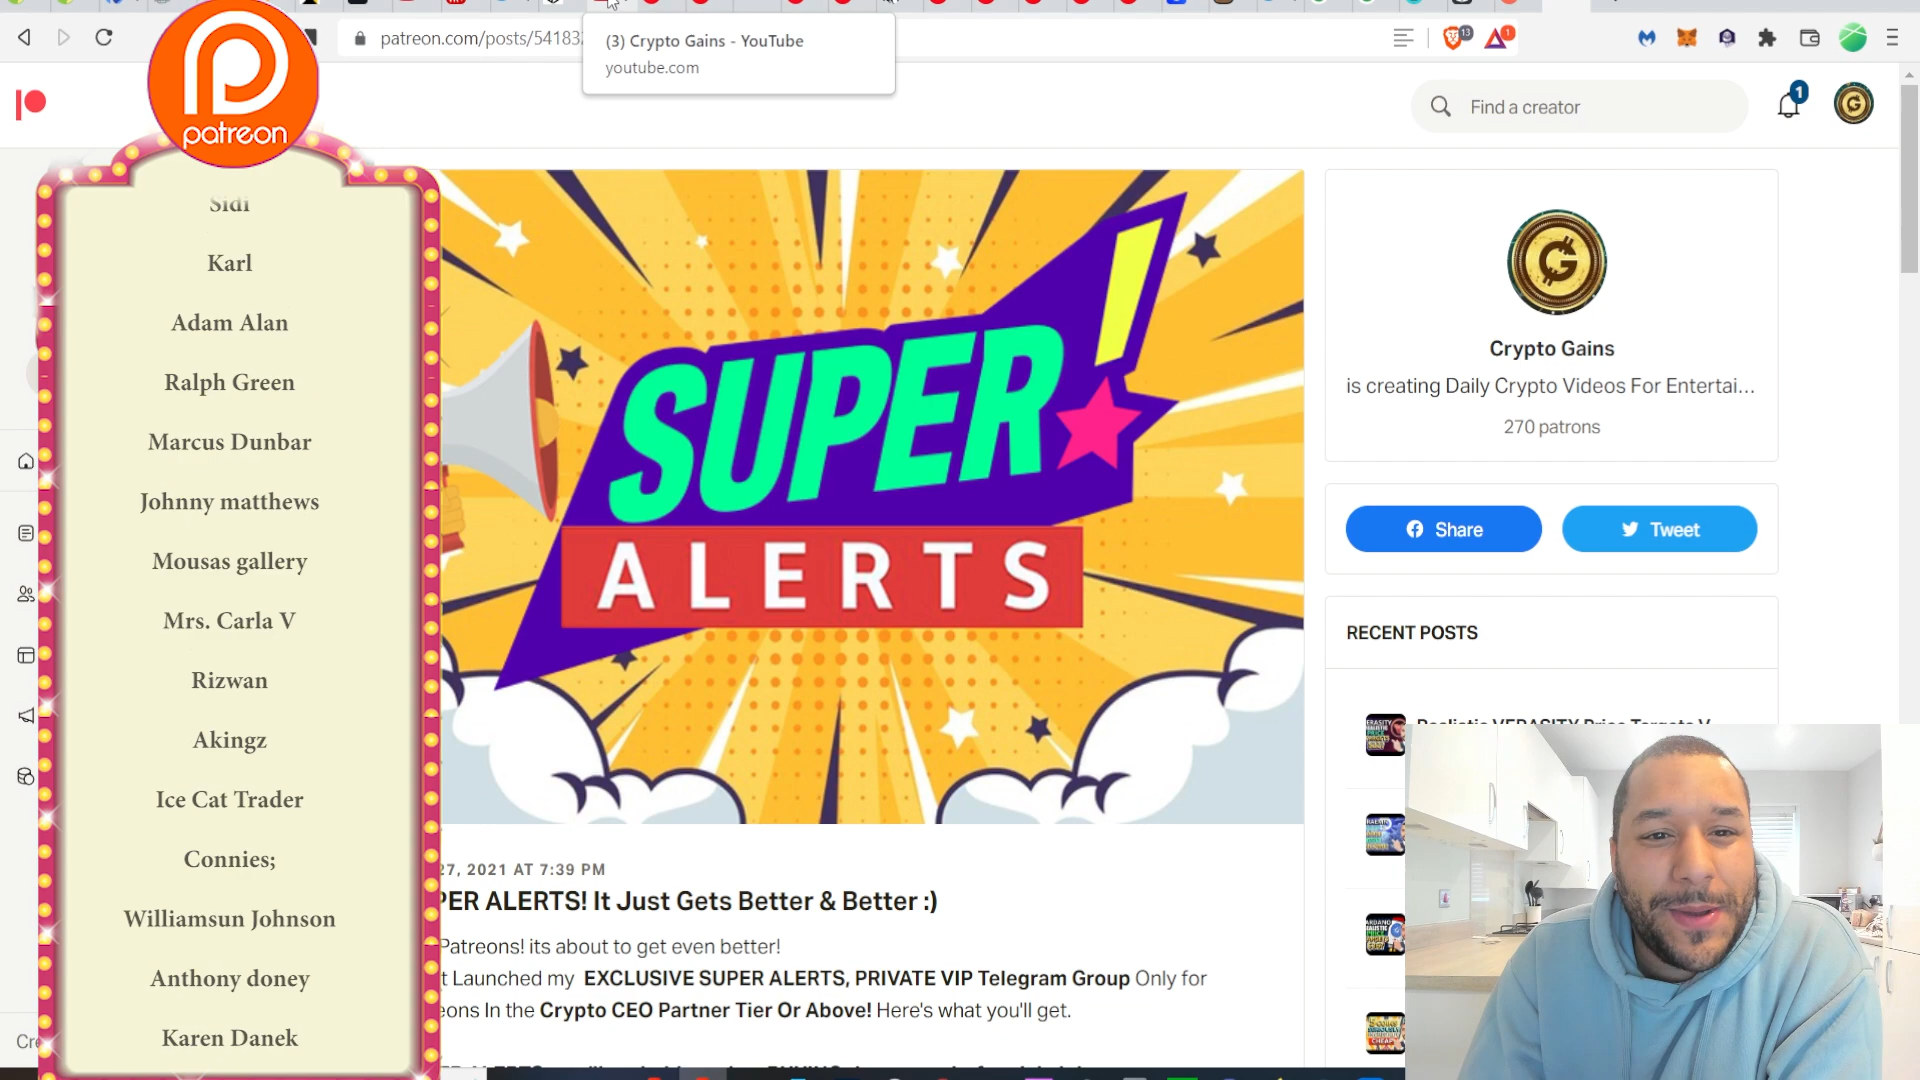 (3) Crypto Gains - YouTube
youtube.com
patreon.com/posts/5418
13
1
patreon
Find a creator
1
Sidi
Karl
Adam Alan
Ralph Green
Marcus Dunbar
Johnny matthews
Mousas gallery
Mrs. Carla V
Rizwan
Akingz
Ice Cat Trader
Connies;
Williamsun Johnson
Anthony doney
Karen Danek
SUPER!
ALERTS
G
Crypto Gains
is creating Daily Crypto Videos For Entertai...
270 patrons
Share
Tweet
RECENT POSTS
27, 2021 AT 7:39 PM
PER ALERTS! It Just Gets Better & Better :)
Patreons! its about to get even better!
t Launched my EXCLUSIVE SUPER ALERTS, PRIVATE VIP Telegram Group Only for
eons In the Crypto CEO Partner Tier Or Above! Here's what you'll get.
Cre